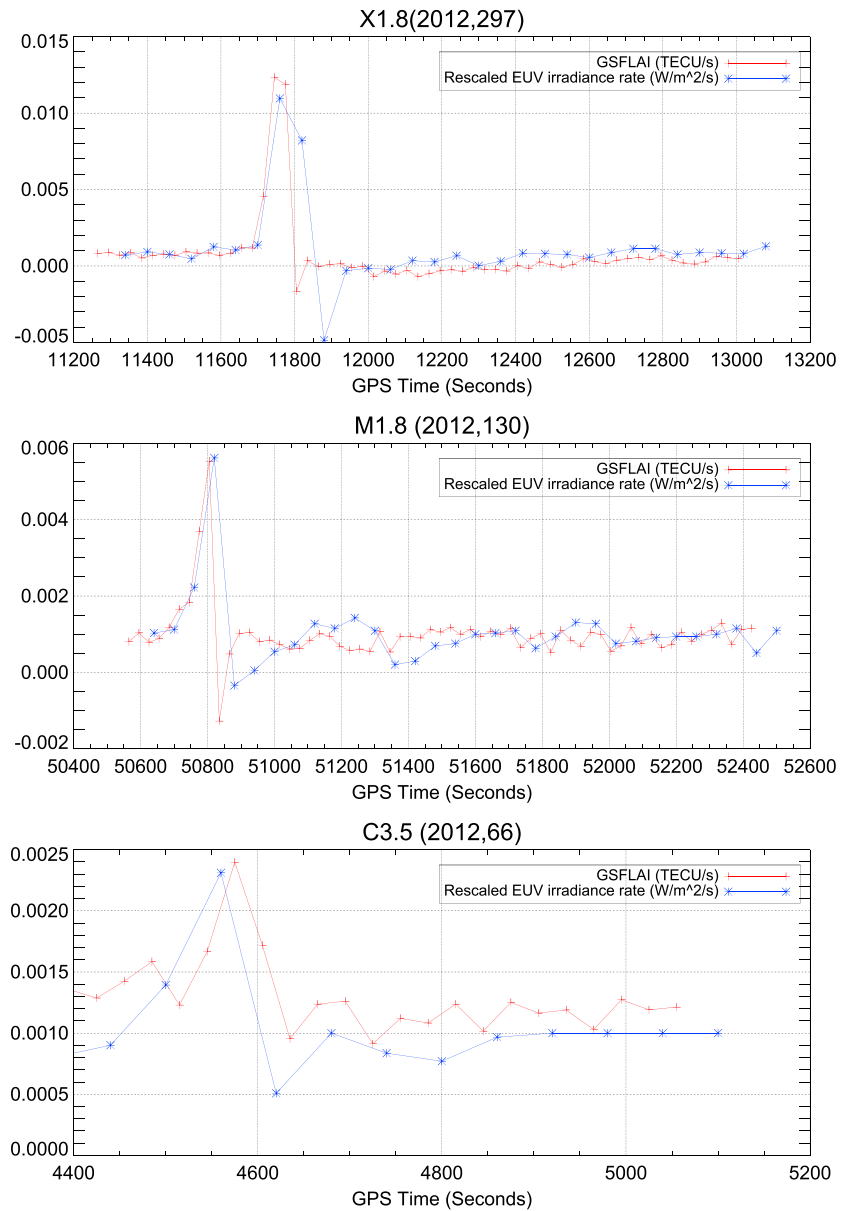 X1.8(2012,297)
GSFLAI (TECU/s)
Rescaled EUV irradiance rate (W/m^2/s)
0.015
0.010
0.005
0.000
-0.005
11200 11400 11600 11800 12000 12200 12400 12600 12800 13000 13200
GPS Time (Seconds)
M1.8 (2012,130)
GSFLAI (TECU/s)
Rescaled EUV irradiance rate (W/m^2/s)
0.006
0.004
0.002
0.000
-0.002
50400 50600 50800 51000 51200 51400 51600 51800 52000 52200 52400 52600
GPS Time (Seconds)
C3.5 (2012,66)
GSFLAI (TECU/s)
Rescaled EUV irradiance rate (W/m^2/s)
0.0025
0.0020
0.0015
0.0010
0.0005
0.0000
4400 4600 4800 5000 5200
GPS Time (Seconds)